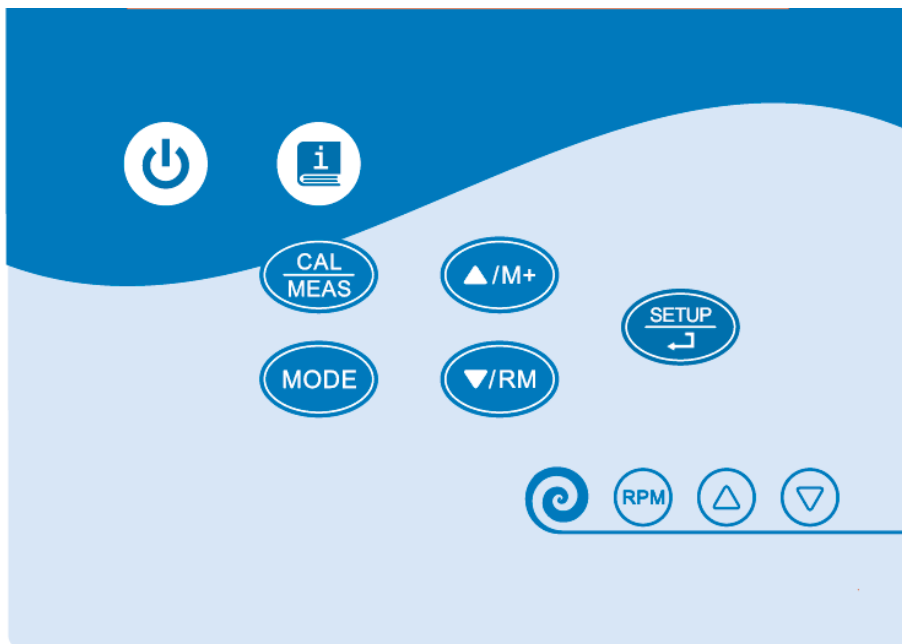 i
CAL
MEAS
▲/M+
SETUP
MODE
▼/RM
RPM